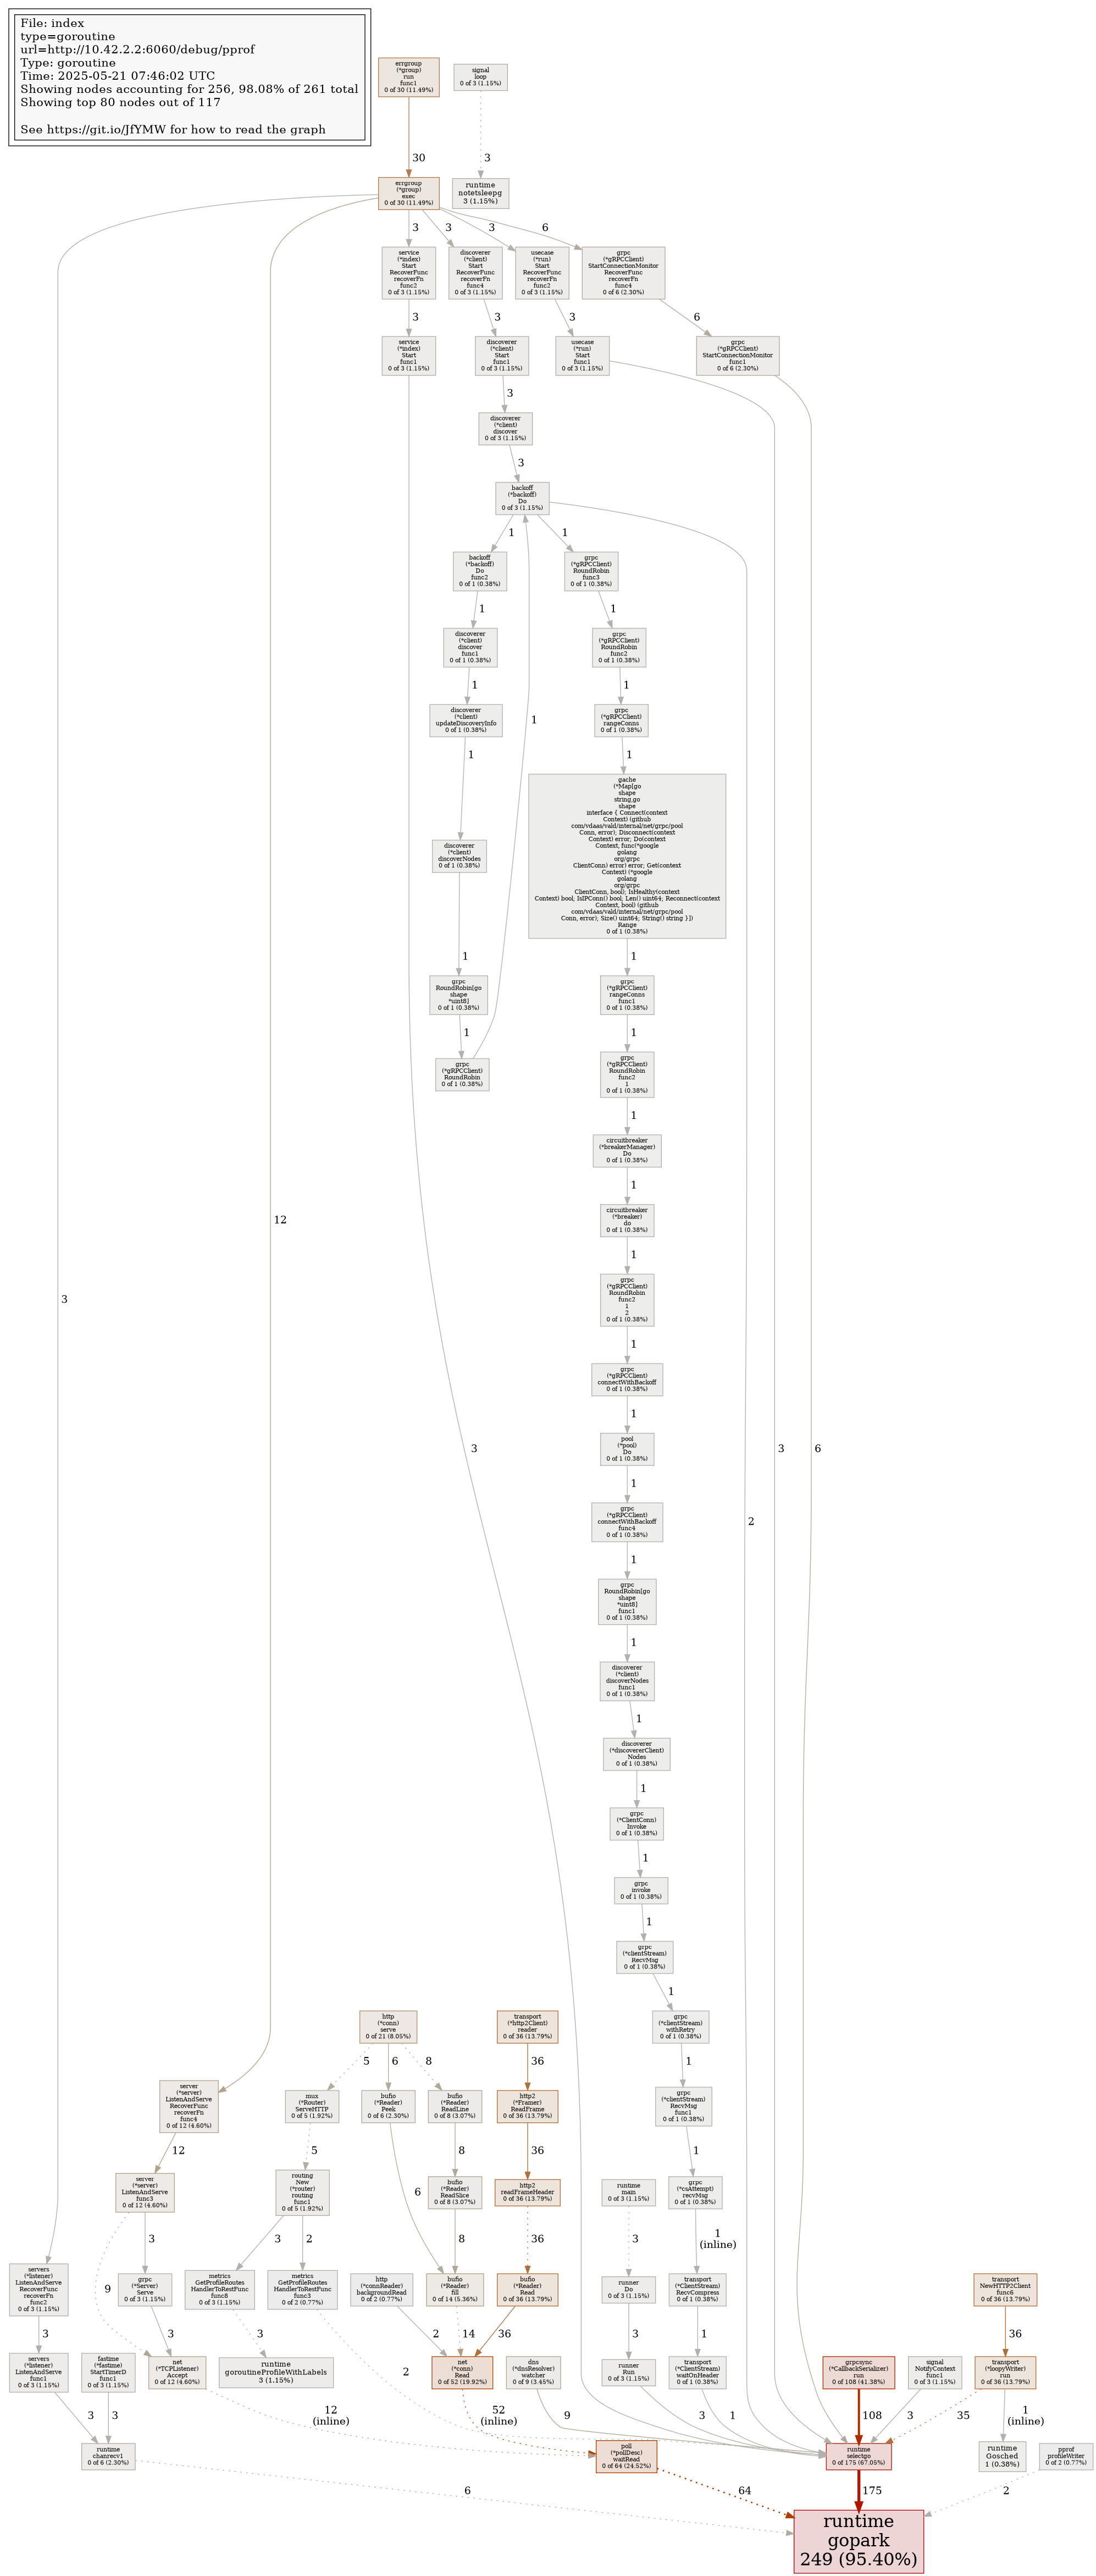 File: index
type=goroutine
url=http://10.42.2.2:6060/debug/pprof
Type: goroutine
Time: 2025-05-21 07:46:02 UTC
Showing nodes accounting for 256, 98.08% of 261 total
Showing top 80 nodes out of 117
See https://git.io/JfYMW for how to read the graph
errgroup
(*group)
run
func1
0 of 30 (11.49%)
signal
loop
0 of 3 (1.15%)
30
3
errgroup
(*group)
exec
0 of 30 (11.49%)
runtime
notetsleepg
3 (1.15%)
3
3
3
6
service
(*index)
Start
RecoverFunc
recoverFn
func2
0 of 3 (1.15%)
discoverer
(*client)
Start
RecoverFunc
recoverFn
func4
0 of 3 (1.15%)
usecase
(*run)
Start
RecoverFunc
recoverFn
func2
0 of 3 (1.15%)
grpc
(*gRPCClient)
StartConnectionMonitor
RecoverFunc
recoverFn
func4
0 of 6 (2.30%)
3
3
3
6
service
(*index)
Start
func1
0 of 3 (1.15%)
discoverer
(*client)
Start
func1
0 of 3 (1.15%)
usecase
(*run)
Start
func1
0 of 3 (1.15%)
grpc
(*gRPCClient)
StartConnectionMonitor
func1
0 of 6 (2.30%)
3
discoverer
(*client)
discover
0 of 3 (1.15%)
3
backoff
(*backoff)
Do
0 of 3 (1.15%)
1
1
backoff
(*backoff)
Do
func2
0 of 1 (0.38%)
grpc
(*gRPCClient)
RoundRobin
func3
0 of 1 (0.38%)
1
1
discoverer
(*client)
discover
func1
0 of 1 (0.38%)
grpc
(*gRPCClient)
RoundRobin
func2
0 of 1 (0.38%)
1
1
discoverer
(*client)
updateDiscoveryInfo
0 of 1 (0.38%)
grpc
(*gRPCClient)
rangeConns
0 of 1 (0.38%)
1
1
1
gache
(*Map[go
shape
string,go
shape
interface { Connect(context
Context) (github
com/vdaas/vald/internal/net/grpc/pool
Conn, error); Disconnect(context
Context) error; Do(context
Context, func(*google
golang
org/grpc
ClientConn) error) error; Get(context
Context) (*google
golang
org/grpc
ClientConn, bool); IsHealthy(context
Context) bool; IsIPConn() bool; Len() uint64; Reconnect(context
Context, bool) (github
com/vdaas/vald/internal/net/grpc/pool
Conn, error); Size() uint64; String() string }])
Range
0 of 1 (0.38%)
discoverer
(*client)
discoverNodes
0 of 1 (0.38%)
1
1
grpc
RoundRobin[go
shape
*uint8]
0 of 1 (0.38%)
grpc
(*gRPCClient)
rangeConns
func1
0 of 1 (0.38%)
1
1
grpc
(*gRPCClient)
RoundRobin
0 of 1 (0.38%)
grpc
(*gRPCClient)
RoundRobin
func2
1
0 of 1 (0.38%)
1
circuitbreaker
(*breakerManager)
Do
0 of 1 (0.38%)
1
circuitbreaker
(*breaker)
do
0 of 1 (0.38%)
12
1
grpc
(*gRPCClient)
RoundRobin
func2
1
2
0 of 1 (0.38%)
3
1
grpc
(*gRPCClient)
connectWithBackoff
0 of 1 (0.38%)
1
pool
(*pool)
Do
0 of 1 (0.38%)
3
3
6
1
grpc
(*gRPCClient)
connectWithBackoff
func4
0 of 1 (0.38%)
2
1
grpc
RoundRobin[go
shape
*uint8]
func1
0 of 1 (0.38%)
1
discoverer
(*client)
discoverNodes
func1
0 of 1 (0.38%)
1
discoverer
(*discovererClient)
Nodes
0 of 1 (0.38%)
1
grpc
(*ClientConn)
Invoke
0 of 1 (0.38%)
1
grpc
invoke
0 of 1 (0.38%)
1
grpc
(*clientStream)
RecvMsg
0 of 1 (0.38%)
1
http
(*conn)
serve
0 of 21 (8.05%)
transport
(*http2Client)
reader
0 of 36 (13.79%)
grpc
(*clientStream)
withRetry
0 of 1 (0.38%)
5
6
8
36
1
server
(*server)
ListenAndServe
RecoverFunc
recoverFn
func4
0 of 12 (4.60%)
mux
(*Router)
ServeHTTP
0 of 5 (1.92%)
bufio
(*Reader)
Peek
0 of 6 (2.30%)
bufio
(*Reader)
ReadLine
0 of 8 (3.07%)
http2
(*Framer)
ReadFrame
0 of 36 (13.79%)
grpc
(*clientStream)
RecvMsg
func1
0 of 1 (0.38%)
12
5
8
36
1
server
(*server)
ListenAndServe
func3
0 of 12 (4.60%)
routing
New
(*router)
routing
func1
0 of 5 (1.92%)
6
bufio
(*Reader)
ReadSlice
0 of 8 (3.07%)
http2
readFrameHeader
0 of 36 (13.79%)
runtime
main
0 of 3 (1.15%)
grpc
(*csAttempt)
recvMsg
0 of 1 (0.38%)
9
3
3
2
8
36
3
1
(inline)
servers
(*listener)
ListenAndServe
RecoverFunc
recoverFn
func2
0 of 3 (1.15%)
grpc
(*Server)
Serve
0 of 3 (1.15%)
metrics
GetProfileRoutes
HandlerToRestFunc
func8
0 of 3 (1.15%)
metrics
GetProfileRoutes
HandlerToRestFunc
func3
0 of 2 (0.77%)
http
(*connReader)
backgroundRead
0 of 2 (0.77%)
bufio
(*Reader)
fill
0 of 14 (5.36%)
bufio
(*Reader)
Read
0 of 36 (13.79%)
runner
Do
0 of 3 (1.15%)
transport
(*ClientStream)
RecvCompress
0 of 1 (0.38%)
transport
NewHTTP2Client
func6
0 of 36 (13.79%)
3
3
3
2
14
36
3
1
36
servers
(*listener)
ListenAndServe
func1
0 of 3 (1.15%)
fastime
(*fastime)
StartTimerD
func1
0 of 3 (1.15%)
net
(*TCPListener)
Accept
0 of 12 (4.60%)
runtime
goroutineProfileWithLabels
3 (1.15%)
2
net
(*conn)
Read
0 of 52 (19.92%)
dns
(*dnsResolver)
watcher
0 of 9 (3.45%)
runner
Run
0 of 3 (1.15%)
transport
(*ClientStream)
waitOnHeader
0 of 1 (0.38%)
grpcsync
(*CallbackSerializer)
run
0 of 108 (41.38%)
signal
NotifyContext
func1
0 of 3 (1.15%)
transport
(*loopyWriter)
run
0 of 36 (13.79%)
3
3
12
(inline)
52
(inline)
9
3
1
108
3
35
1
(inline)
runtime
chanrecv1
0 of 6 (2.30%)
poll
(*pollDesc)
waitRead
0 of 64 (24.52%)
runtime
selectgo
0 of 175 (67.05%)
runtime
Gosched
1 (0.38%)
pprof
profileWriter
0 of 2 (0.77%)
6
64
175
2
runtime
gopark
249 (95.40%)